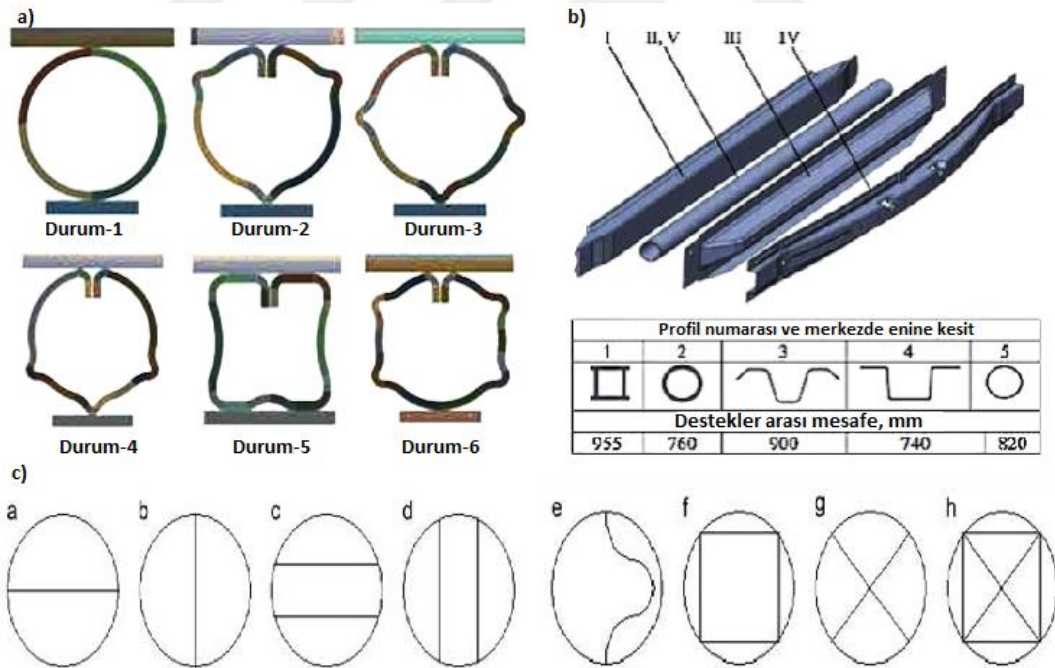 a)
Durum-1
Durum-2
Durum-3
Durum-4
Durum-5
Durum-6
b)
I II, V III IV
Profil numarası ve merkezde enine kesit
1 2 3 4 5
Destekler arası mesafe, mm
955 760 900 740 820
c)
a b c d e f g h